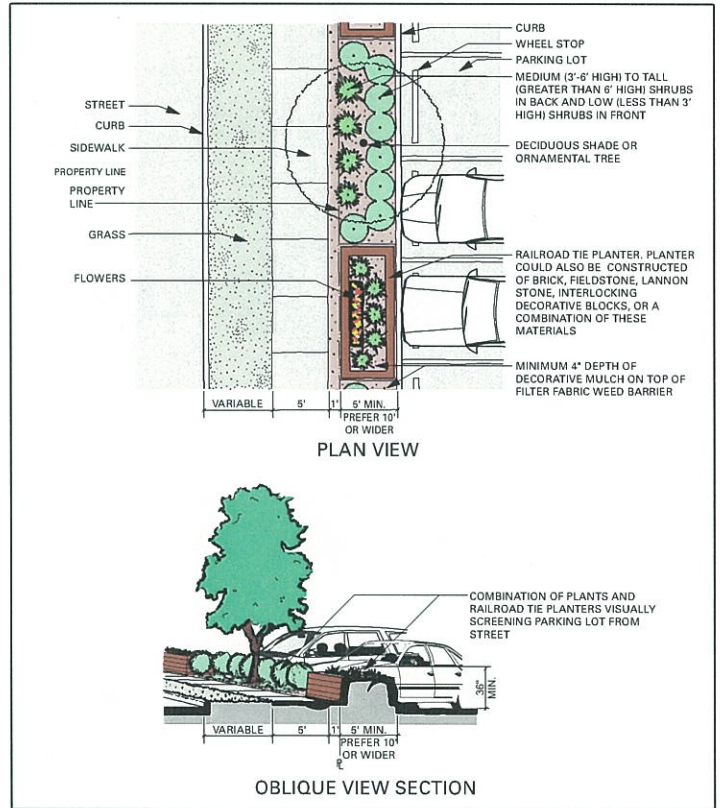 CURB
WHEEL STOP
PARKING LOT
MEDIUM (3'-6' HIGH) TO TALL
(GREATER THAN 6' HIGH) SHRUBS
IN BACK AND LOW (LESS THAN 3'
HIGH) SHRUBS IN FRONT
STREET
CURB
SIDEWALK
PROPERTY LINE
PROPERTY
LINE
GRASS
FLOWERS
DECIDUOUS SHADE OR
ORNAMENTAL TREE
RAILROAD TIE PLANTER. PLANTER
COULD ALSO BE CONSTRUCTED
OF BRICK, FIELDSTONE, LANNON
STONE, INTERLOCKING
DECORATIVE BLOCKS, OR A
COMBINATION OF THESE
MATERIALS
MINIMUM 4" DEPTH OF
DECORATIVE MULCH ON TOP OF
FILTER FABRIC WEED BARRIER
VARIABLE 5' 1' 5' MIN.
PREFER 10'
OR WIDER
PLAN VIEW
COMBINATION OF PLANTS AND
RAILROAD TIE PLANTERS VISUALLY
SCREENING PARKING LOT FROM
STREET
36"
MIN.
VARIABLE 5' 1' 5' MIN.
PREFER 10'
OR WIDER
PL
OBLIQUE VIEW SECTION